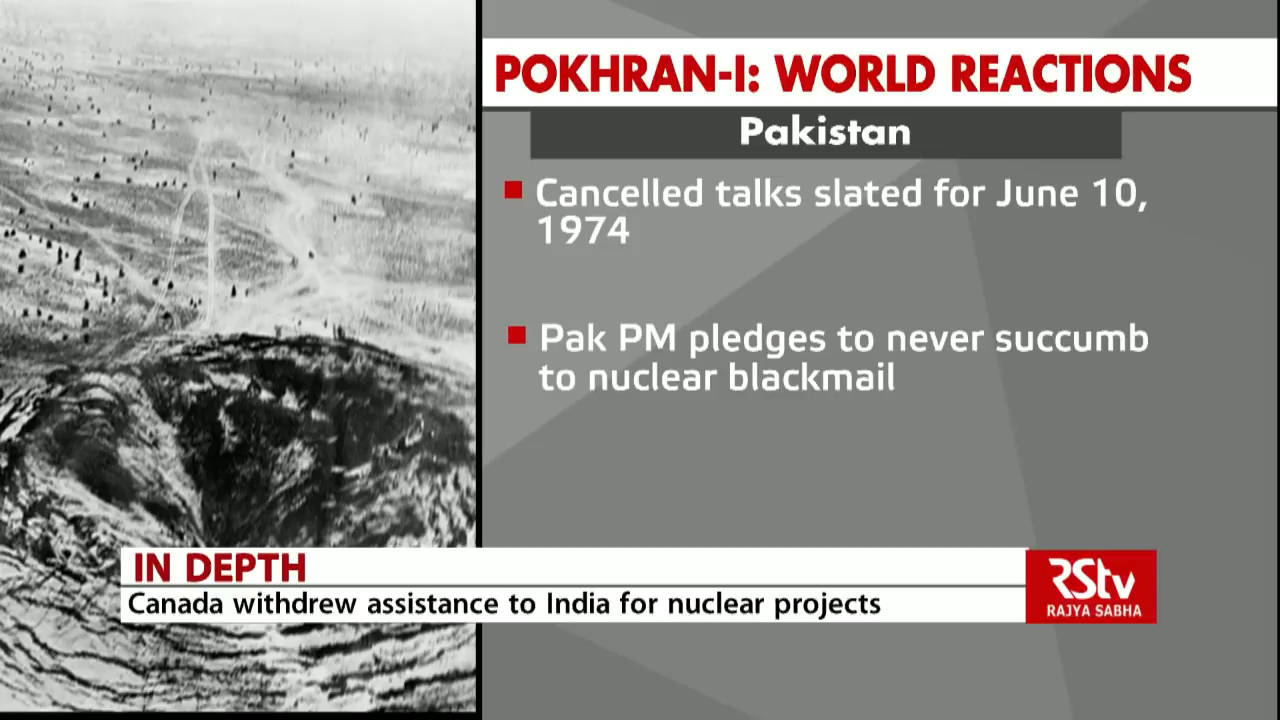 POKHRAN-I: WORLD REACTIONS
Pakistan
Cancelled talks slated for June 10,
1974
Pak PM pledges to never succumb
to nuclear blackmail
IN DEPTH
Canada withdrew assistance to India for nuclear projects
RStv
RAJYA SABHA